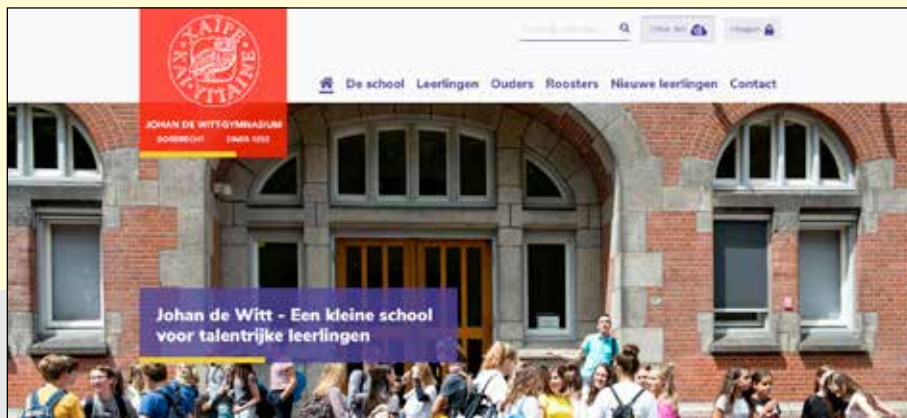 ΧΑΙΡΕ
ΚΑΙ ΥΓΙΑΙΝΕ
JOHAN DE WITT-GYMNASIUM
DORDRECHT SINDS 1253
De school Leerlingen Ouders Roosters Nieuwe leerlingen Contact
Johan de Witt - Een kleine school
voor talentrijke leerlingen